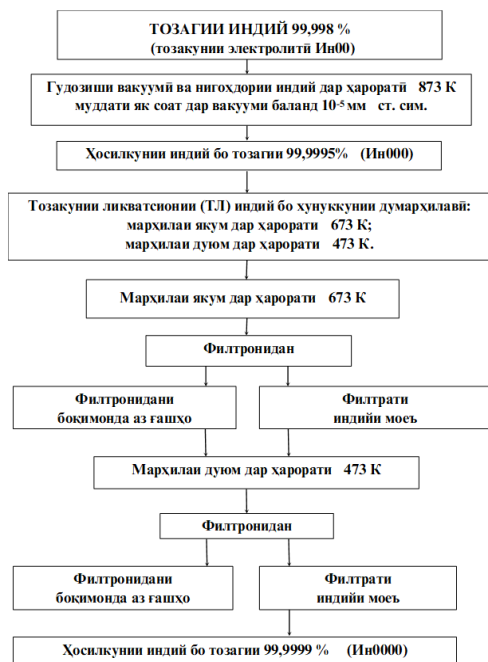 ТОЗАГИИ ИНДИЙ 99,998 %
(тозакунии электролитӣ Ин00)
Гудозиши вакуумӣ ва нигоҳдории индий дар ҳароратӣ 873 К
муддати як соат дар вакууми баланд 10-5 мм ст. сим.
Ҳосилкунии индий бо тозагии 99,9995% (Ин000)
Тозакунии ликватсионии (ТЛ) индий бо хунуккунии думарҳилавӣ:
марҳилаи якум дар ҳарорати 673 К;
марҳилаи дуюм дар ҳарорати 473 К.
Марҳилаи якум дар ҳарорати 673 К
Филтронидан
Филтронидани
боқимонда аз ғашҳо
Филтрати
индийи моеъ
Марҳилаи дуюм дар ҳарорати 473 К
Филтронидан
Филтронидани
боқимонда аз ғашҳо
Филтрати
индийи моеъ
Ҳосилкунии индий бо тозагии 99,9999 % (Ин0000)